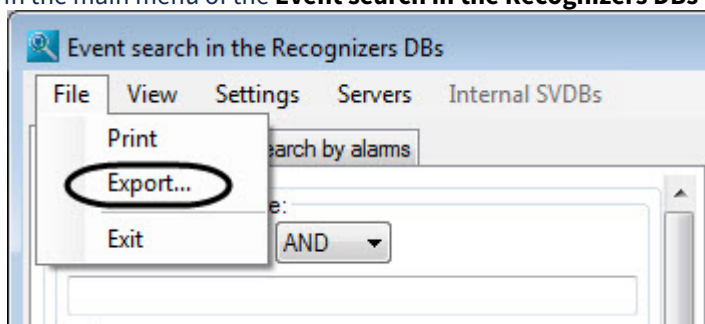 in the main menu of the Event search in the Recognizers DBs
Event search in the Recognizers DBs
File View Settings Servers Internal SVDBs
Print
earch by alarms
Export...
e:
Exit
AND